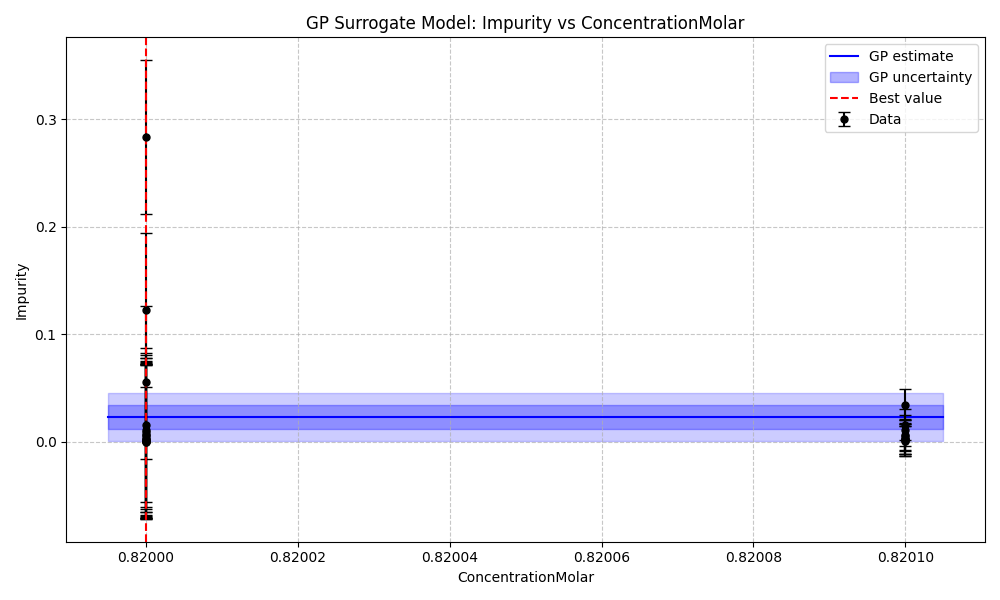 GP Surrogate Model: Impurity vs ConcentrationMolar
GP estimate
GP uncertainty
Best value
Data
Impurity
0.3
0.2
0.1
0.0
0.82000
0.82002
0.82004
0.82006
0.82008
0.82010
ConcentrationMolar